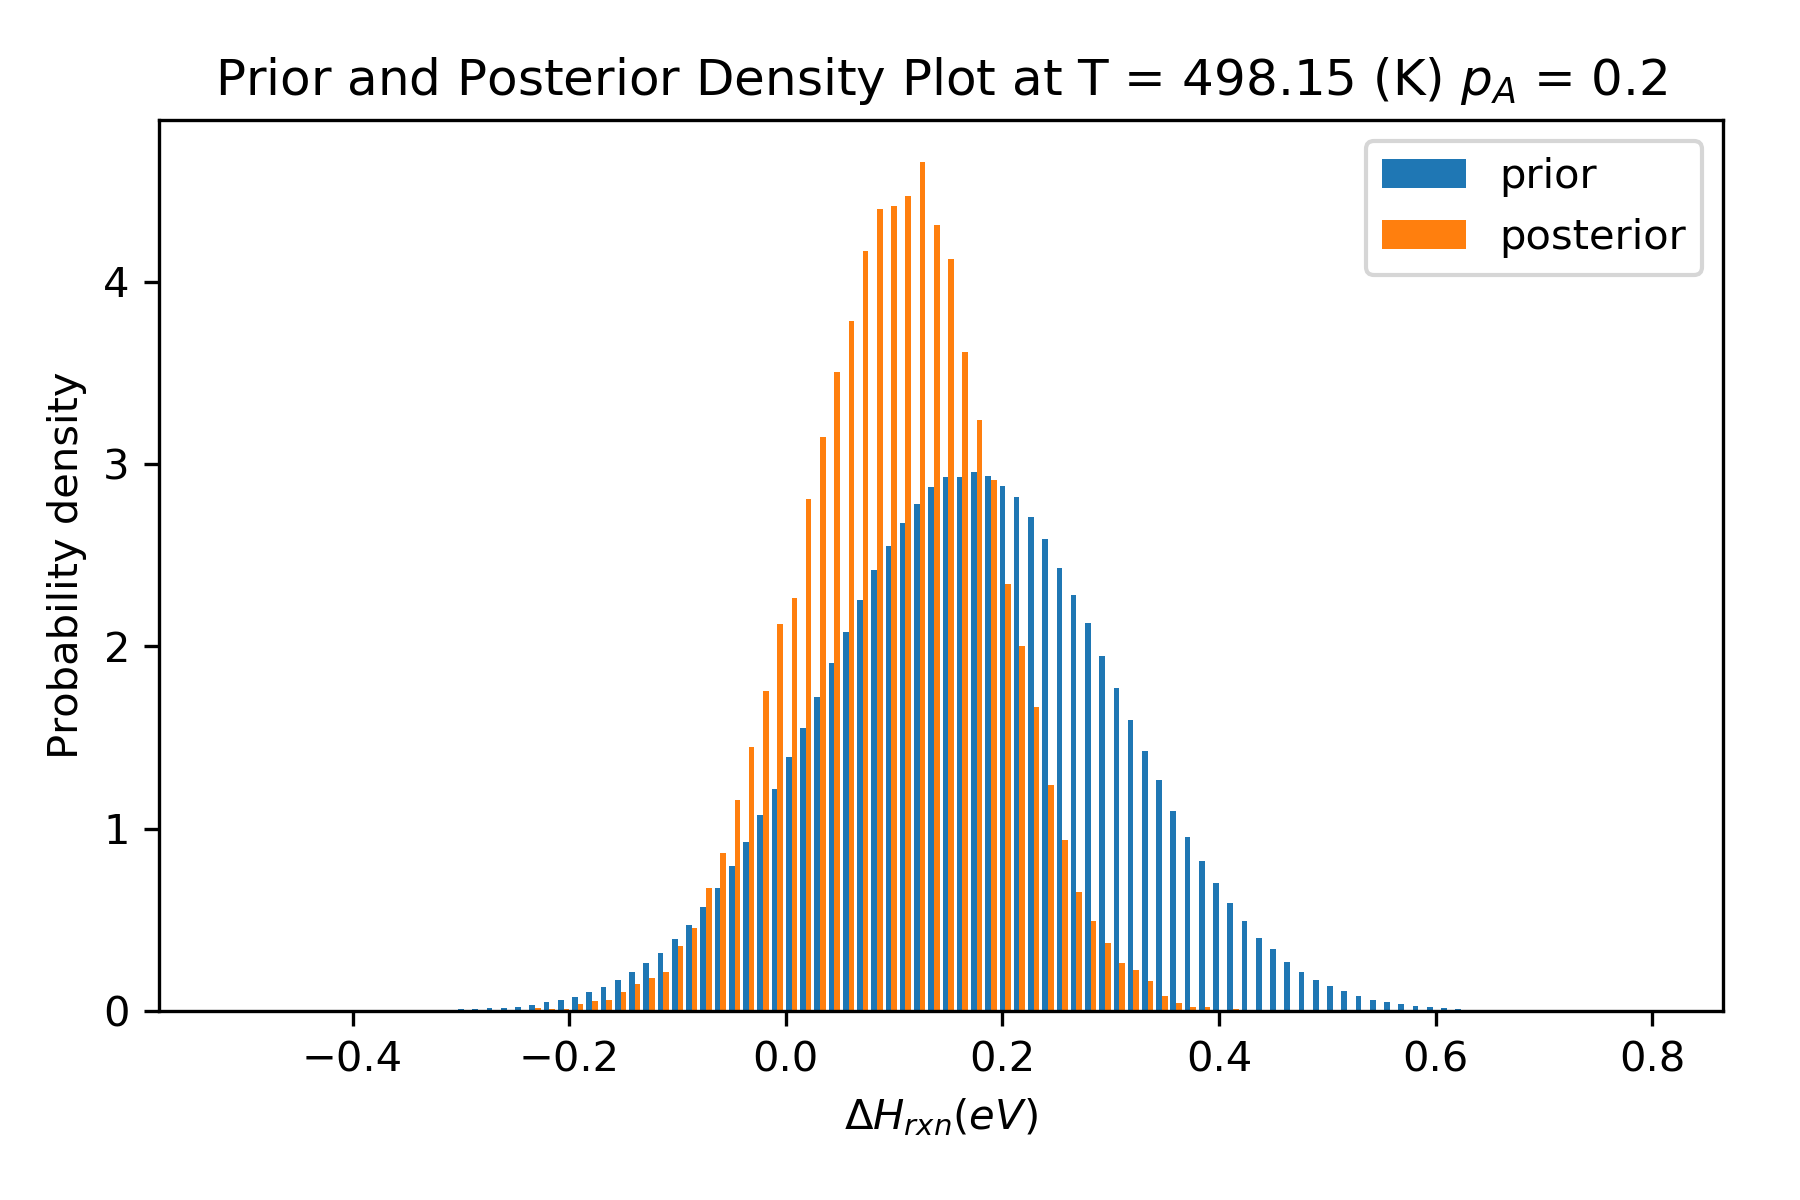 Prior and Posterior Density Plot at T = 498.15 (K) p_A = 0.2
prior
posterior
Probability density
4
3
2
1
0
−0.4 −0.2 0.0 0.2 0.4 0.6 0.8
ΔH_rxn(eV)